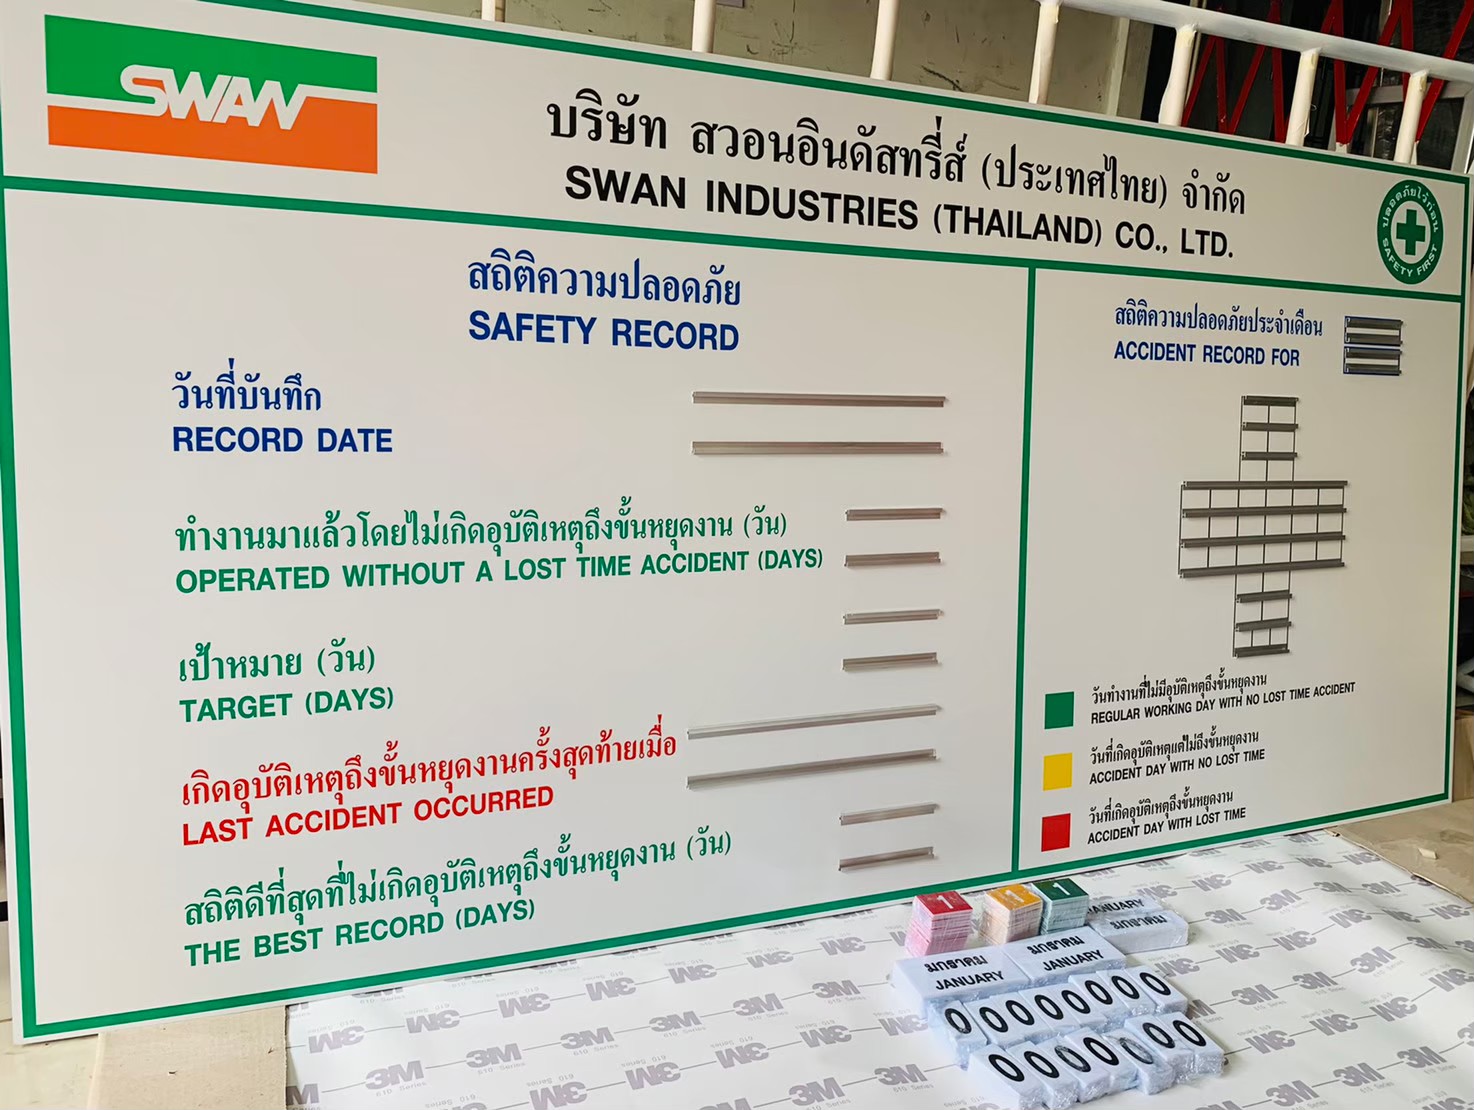 SWAN
บริษัท สวอนอินดัสทรี่ส์ (ประเทศไทย) จำกัด
SWAN INDUSTRIES (THAILAND) CO., LTD.
ปลอดภัยไว้ก่อน
SAFETY FIRST
สถิติความปลอดภัย
SAFETY RECORD
วันที่บันทึก
RECORD DATE
ทำงานมาแล้วโดยไม่เกิดอุบัติเหตุถึงขั้นหยุดงาน (วัน)
OPERATED WITHOUT A LOST TIME ACCIDENT (DAYS)
เป้าหมาย (วัน)
TARGET (DAYS)
เกิดอุบัติเหตุถึงขั้นหยุดงานครั้งสุดท้ายเมื่อ
LAST ACCIDENT OCCURRED
สถิติดีที่สุดที่ไม่เกิดอุบัติเหตุถึงขั้นหยุดงาน (วัน)
THE BEST RECORD (DAYS)
สถิติความปลอดภัยประจำเดือน
ACCIDENT RECORD FOR
วันทำงานที่ไม่มีอุบัติเหตุถึงขั้นหยุดงาน
REGULAR WORKING DAY WITH NO LOST TIME ACCIDENT
วันที่เกิดอุบัติเหตุแต่ไม่ถึงขั้นหยุดงาน
ACCIDENT DAY WITH NO LOST TIME
วันที่เกิดอุบัติเหตุถึงขั้นหยุดงาน
ACCIDENT DAY WITH LOST TIME
1 1 1
JANUARY
มกราคม
มกราคม
JANUARY
มกราคม
JANUARY
0 0 0 0 0 0 0 0
0 0 0 0 0 0 0
3M